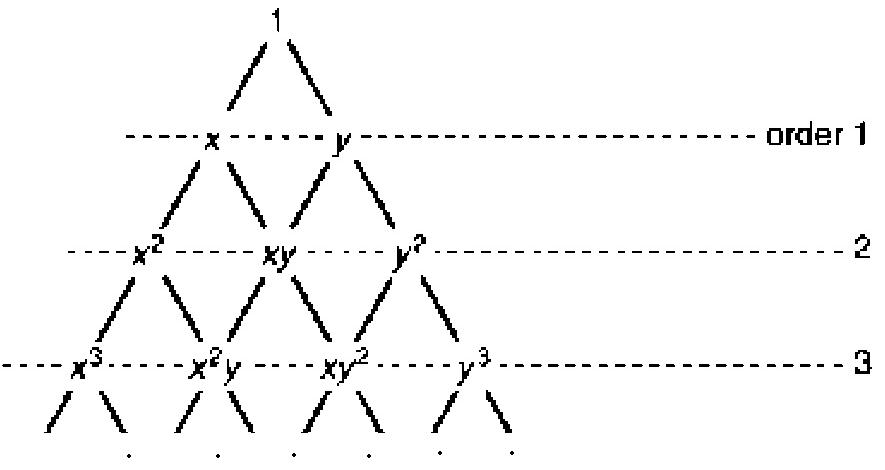 1
x y order 1
x² xy y² 2
x³ x²y xy² y³ 3